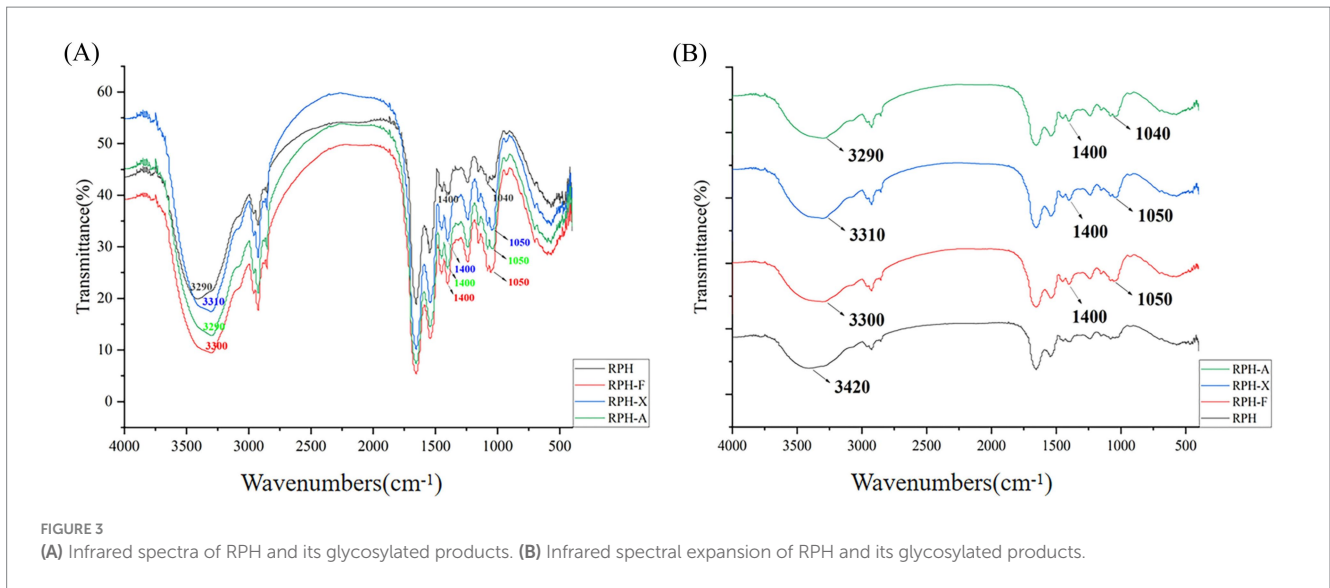 (A)
Transmittance(%)
60
50
40
30
20
10
0
4000
3500
3000
2500
2000
1500
1000
500
Wavenumbers(cm-1)
3290
3310
3290
3300
1400
1040
1050
1400
1050
1400
1400
1050
RPH
RPH-F
RPH-X
RPH-A
(B)
Transmittance(%)
4000
3500
3000
2500
2000
1500
1000
500
Wavenumbers(cm-1)
3290
1400
1040
3310
1400
1050
3300
1400
1050
3420
RPH-A
RPH-X
RPH-F
RPH
FIGURE 3
(A) Infrared spectra of RPH and its glycosylated products. (B) Infrared spectral expansion of RPH and its glycosylated products.